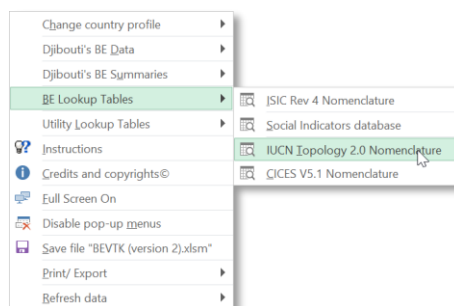 Change country profile
Djibouti's BE Data
Djibouti's BE Summaries
BE Lookup Tables
Utility Lookup Tables
Instructions
Credits and copyrights©
Full Screen On
Disable pop-up menus
Save file "BEVTK (version 2).xlsm"
Print/ Export
Refresh data
ISIC Rev 4 Nomenclature
Social Indicators database
IUCN Topology 2.0 Nomenclature
CICES V5.1 Nomenclature